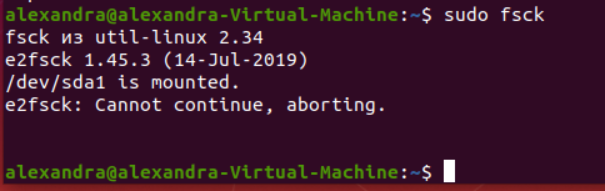 alexandra@alexandra-Virtual-Machine:~$ sudo fsck
fsck из util-linux 2.34
e2fsck 1.45.3 (14-Jul-2019)
/dev/sda1 is mounted.
e2fsck: Cannot continue, aborting.
alexandra@alexandra-Virtual-Machine:~$